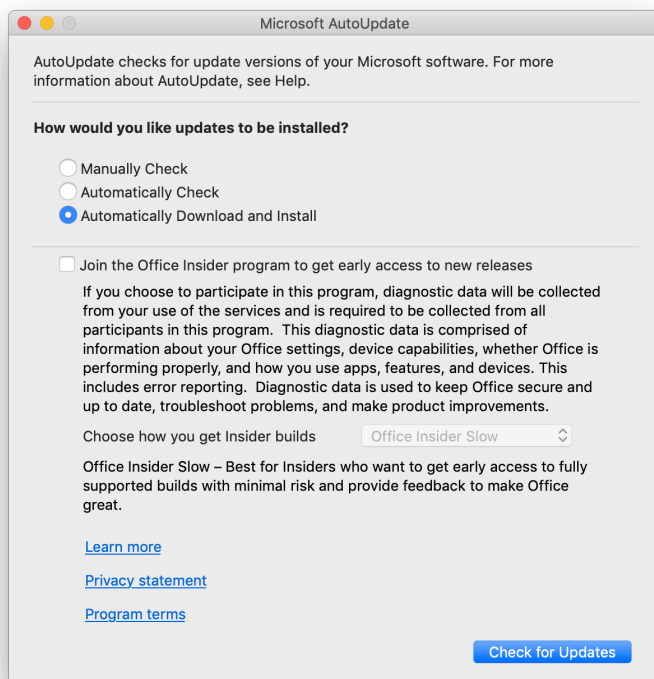 Microsoft AutoUpdate
AutoUpdate checks for update versions of your Microsoft software. For more
information about AutoUpdate, see Help.
How would you like updates to be installed?
Manually Check
Automatically Check
Automatically Download and Install
Join the Office Insider program to get early access to new releases
If you choose to participate in this program, diagnostic data will be collected
from your use of the services and is required to be collected from all
participants in this program.  This diagnostic data is comprised of
information about your Office settings, device capabilities, whether Office is
performing properly, and how you use apps, features, and devices. This
includes error reporting.  Diagnostic data is used to keep Office secure and
up to date, troubleshoot problems, and make product improvements.
Choose how you get Insider builds Office Insider Slow
Office Insider Slow – Best for Insiders who want to get early access to fully
supported builds with minimal risk and provide feedback to make Office
great.
Learn more
Privacy statement
Program terms
Check for Updates